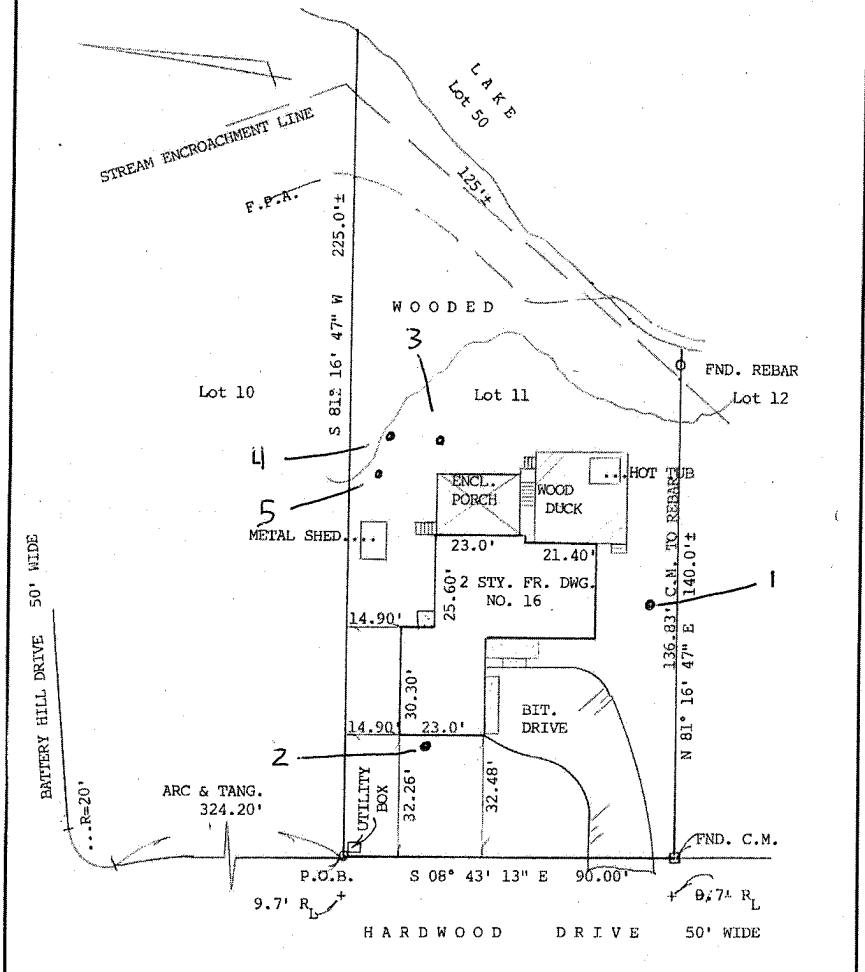 LAKE
Lot 50
STREAM ENCROACHMENT LINE
125'±
F.P.A.
S 81° 16' 47" W 225.0'±
WOODED
3
FND. REBAR
Lot 10
Lot 11
Lot 12
4
5
ENCL.
PORCH
WOOD
DUCK
...HOT TUB
METAL SHED....
23.0'
21.40'
BATTERY HILL DRIVE 50' WIDE
25.60'
2 STY. FR. DWG.
NO. 16
1
136.83' C.M. TO REBAR
N 81° 16' 47" E 140.0'±
14.90'
30.30'
BIT.
DRIVE
14.90'
23.0'
2
...R=20'
ARC & TANG.
324.20'
UTILITY
BOX
32.26'
32.48'
FND. C.M.
P.O.B.
S 08° 43' 13" E 90.00'
9.7' RL
RL
HARDWOOD DRIVE 50' WIDE